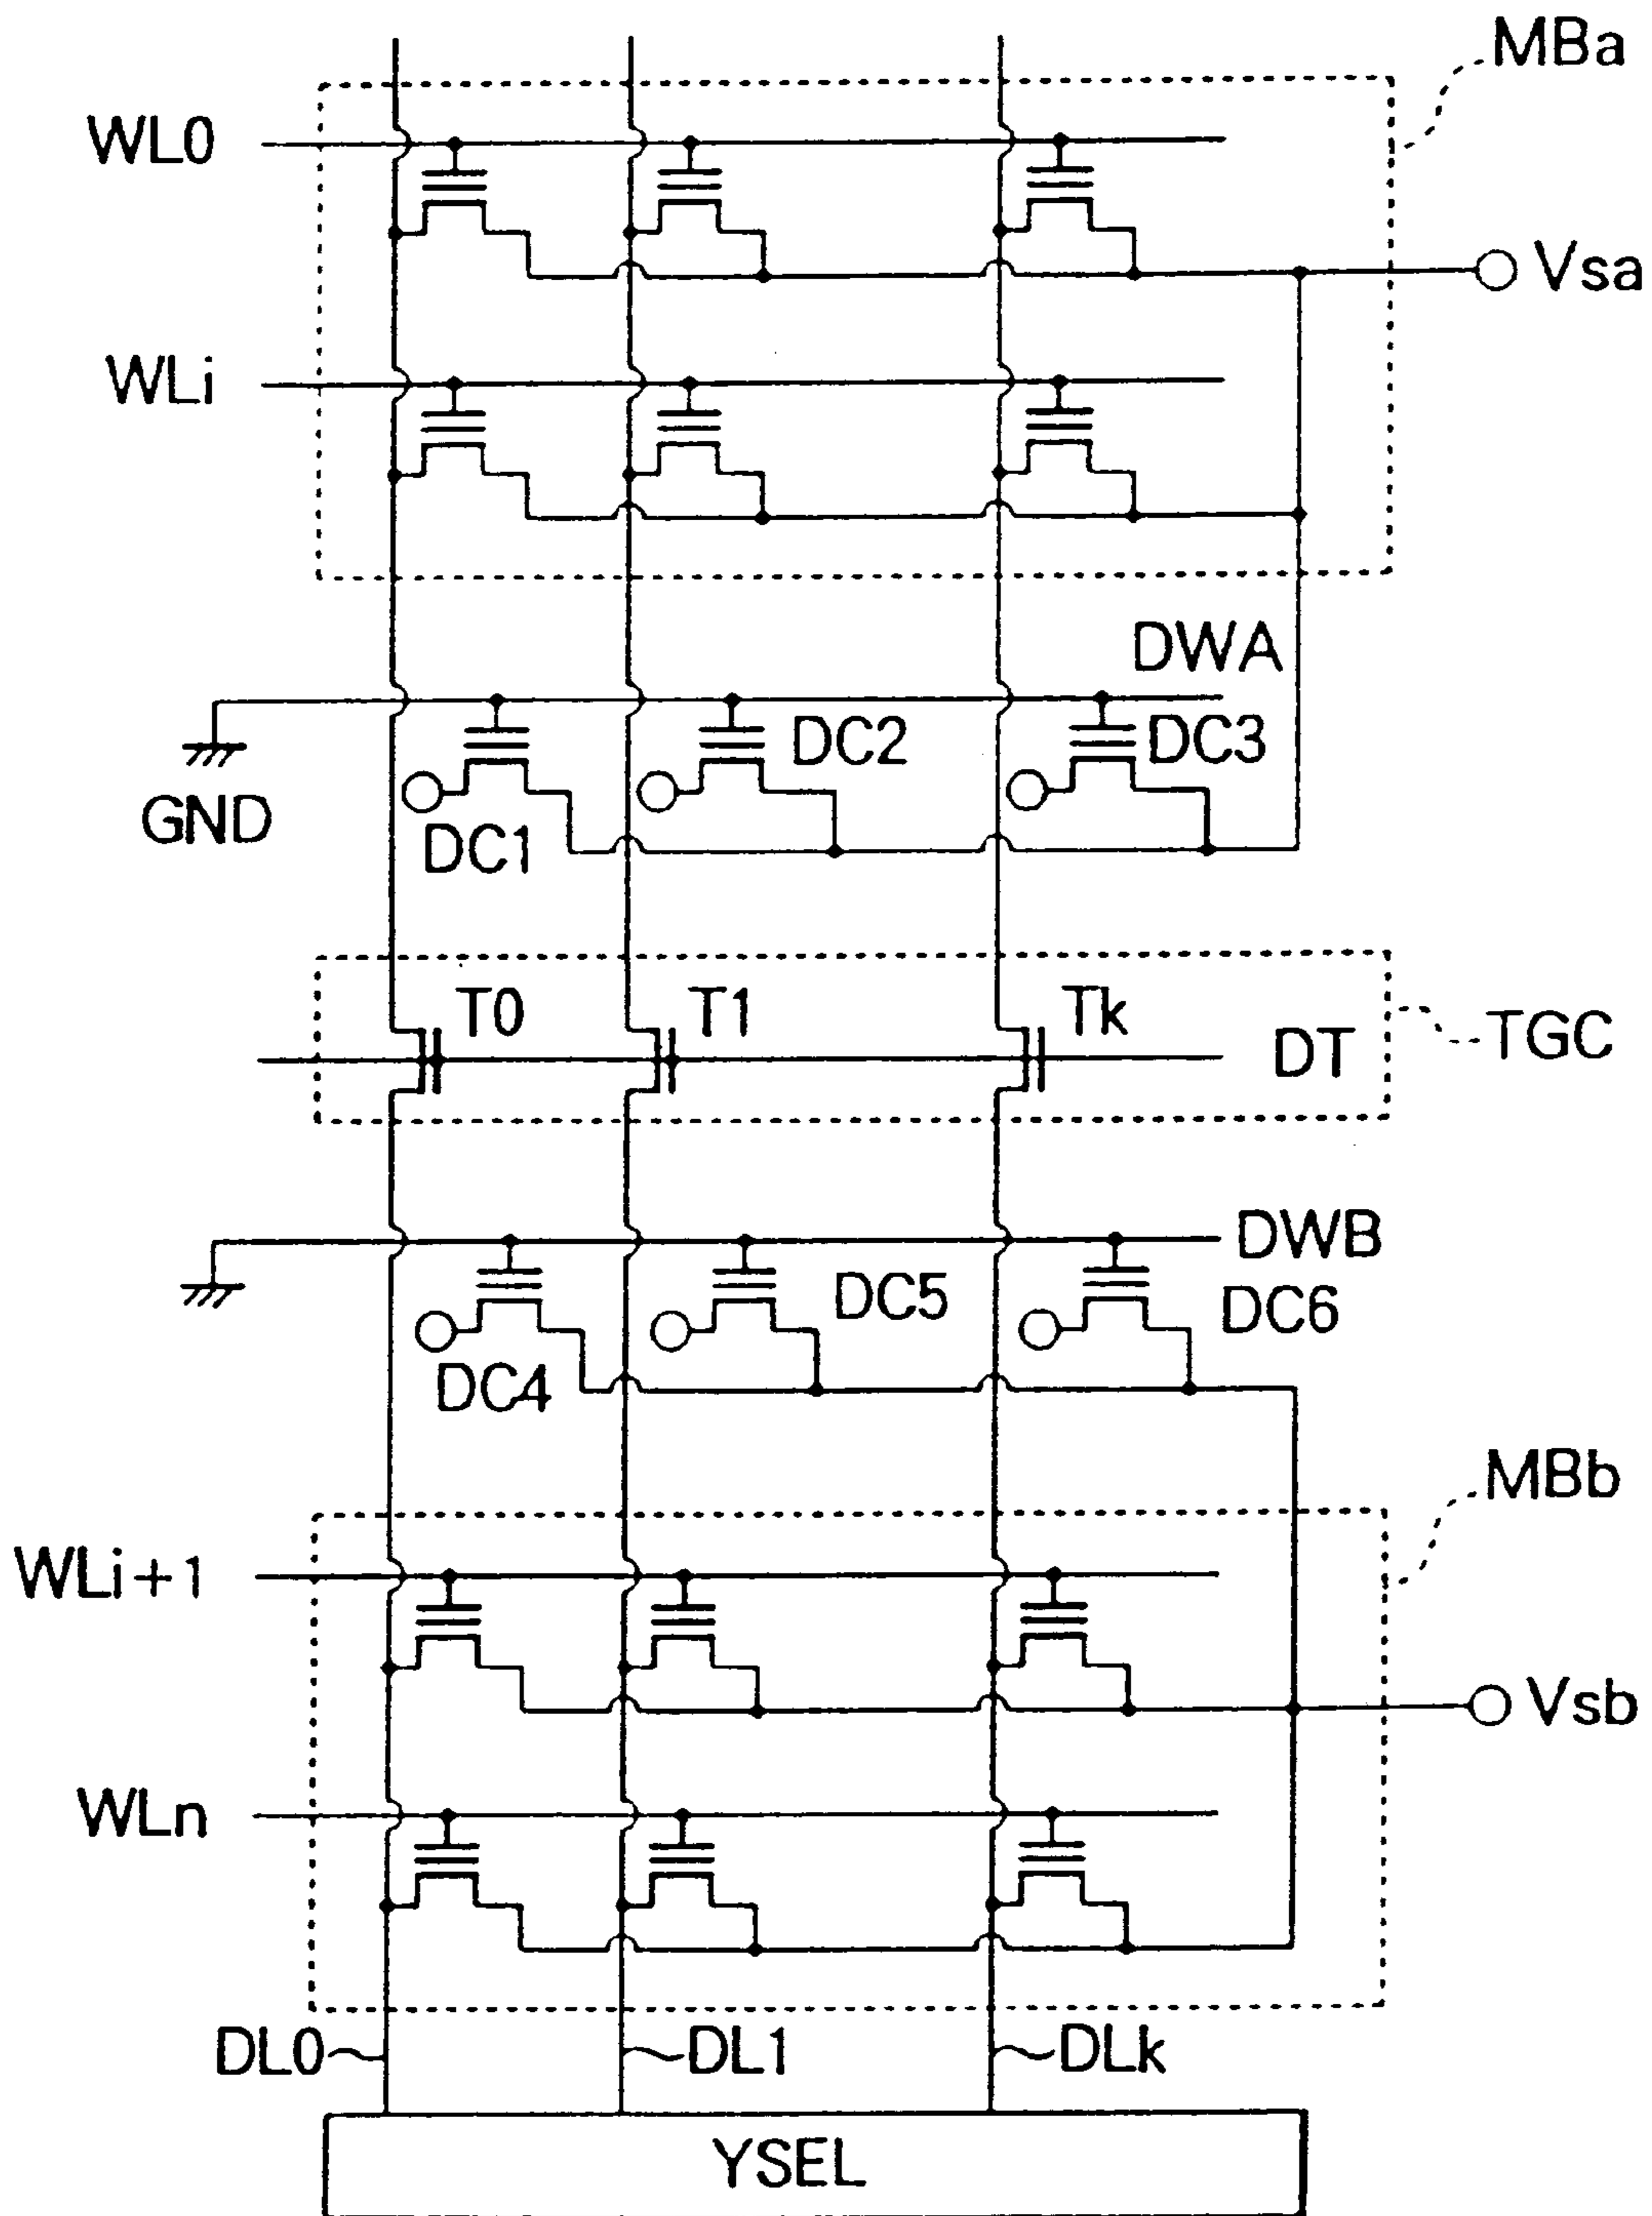 MBa
WL0
Vsa
WLi
DWA
DC2
DC3
GND
DC1
T0
T1
Tk
DT
TGC
DWB
DC5
DC6
DC4
MBb
WLi+1
Vsb
WLn
DL0
DL1
DLk
YSEL